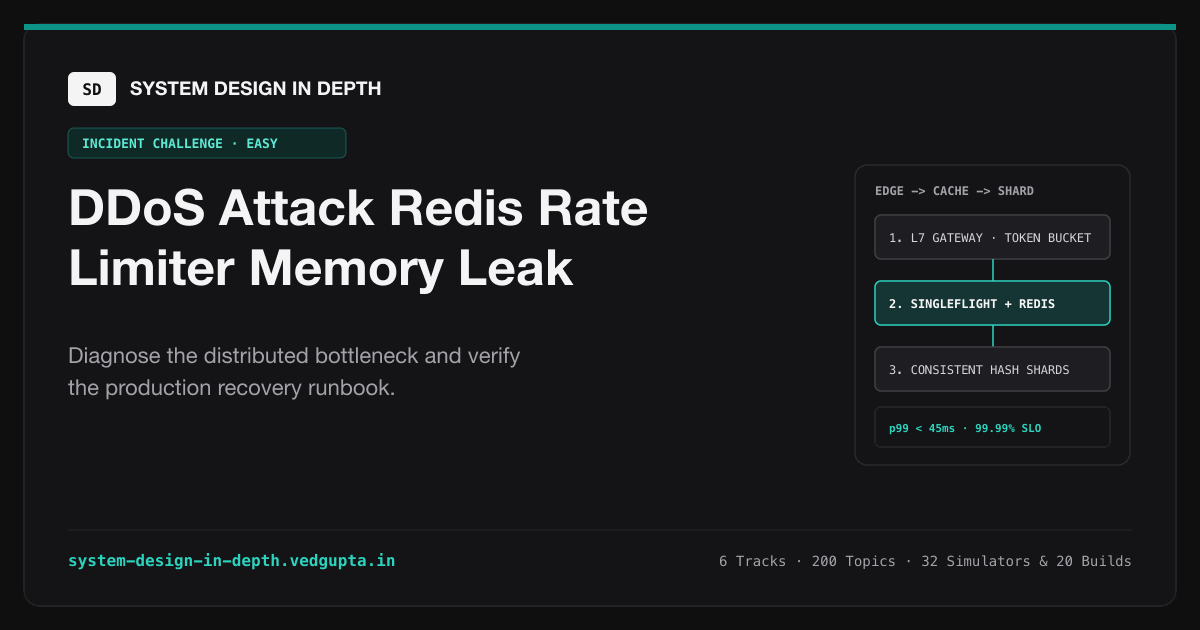 SD SYSTEM DESIGN IN DEPTH
INCIDENT CHALLENGE · EASY
DDoS Attack Redis Rate
Limiter Memory Leak
Diagnose the distributed bottleneck and verify
the production recovery runbook.
EDGE —> CACHE —> SHARD
1. L7 GATEWAY · TOKEN BUCKET
2. SINGLEFLIGHT + REDIS
3. CONSISTENT HASH SHARDS
p99 < 45ms · 99.99% SLO
system-design-in-depth.vedgupta.in
6 Tracks · 200 Topics · 32 Simulators & 20 Builds